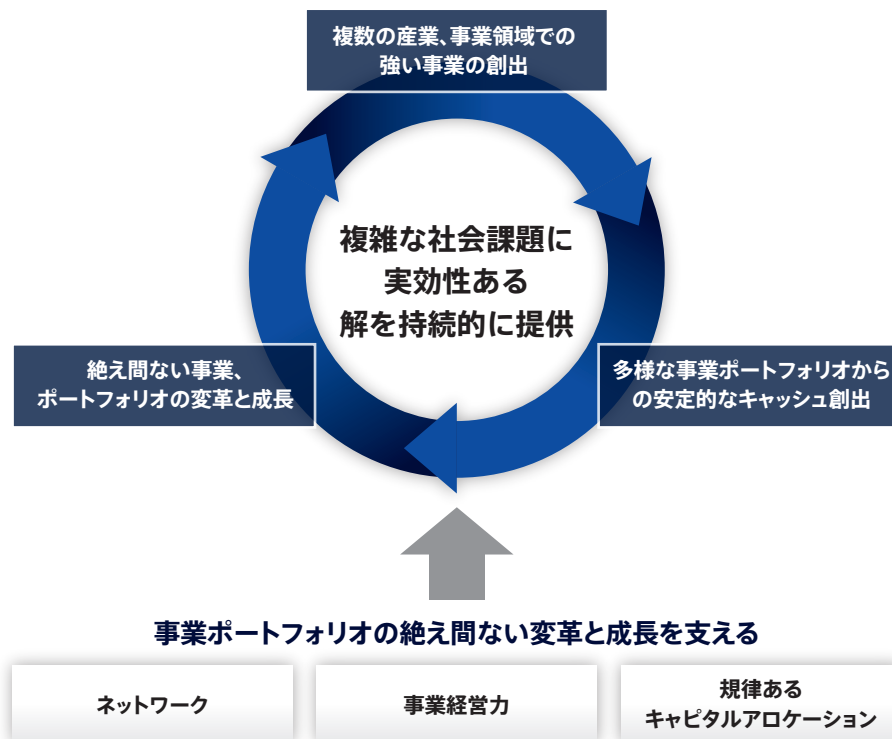 複数の産業、事業領域での
強い事業の創出
複雑な社会課題に
実効性ある
解を持続的に提供
絶え間ない事業、
ポートフォリオの変革と成長
多様な事業ポートフォリオから
の安定的なキャッシュ創出
事業ポートフォリオの絶え間ない変革と成長を支える
ネットワーク
事業経営力
規律ある
キャピタルアロケーション